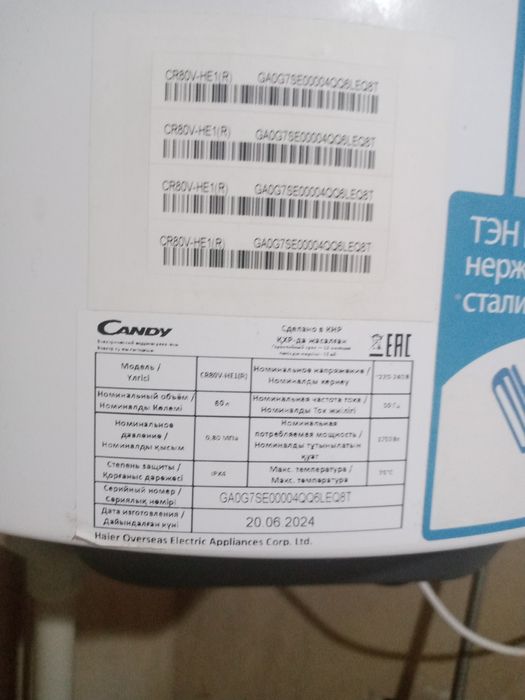 CR80V-HE1(R) GA0G7SE00004QQ6LEQ8T
CR80V-HE1(R) GA0G7SE00004QQ6LEQ8T
CR80V-HE1(R) GA0G7SE00004QQ6LEQ8T
CR80V-HE1(R) GA0G7SE00004QQ6LEQ8T
ТЭН
нерж
стали
CANDY
Сделано в КНР
ҚХР-да жасалған
EAC
Модель / Үлгісі
CR80V-HE1(R)
Номинальное напряжение / Номиналды кернеу
Номинальный объём / Номиналды Көлемі
Номинальная частота тока / Номиналды Ток жиілігі
50 Гц
Номинальное давление / Номиналды қысым
0,80 МПа
Номинальная потребляемая мощность / Номиналды тұтынылатын қуат
Степень защиты / Қорғаныс дәрежесі
IPX4
Макс. температура / Макс. температура
75°C
Серийный номер / Сериялық нөмірі
GA0G7SE00004QQ6LEQ8T
Дата изготовления / Дайындалған күні
20.06.2024
Haier Overseas Electric Appliances Corp. Ltd.